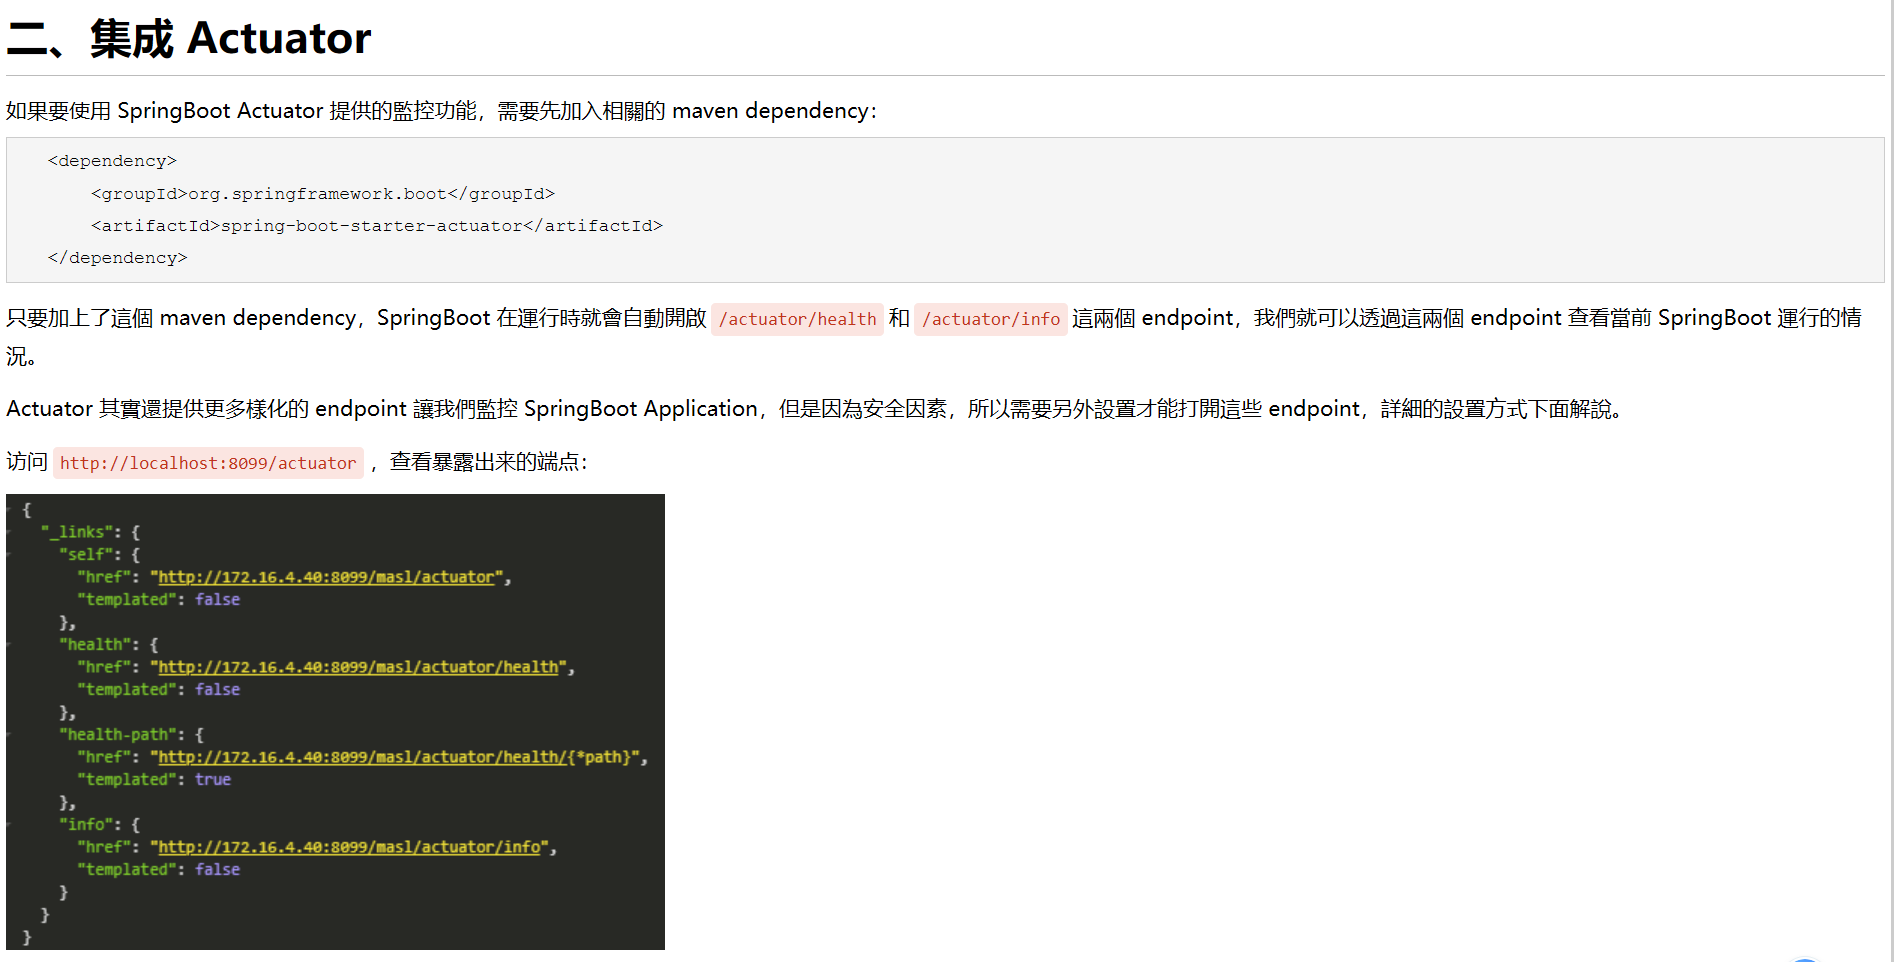 二、集成 Actuator
如果要使用 SpringBoot Actuator 提供的監控功能，需要先加入相關的 maven dependency：
<dependency>
    <groupId>org.springframework.boot</groupId>
    <artifactId>spring-boot-starter-actuator</artifactId>
</dependency>
只要加上了這個 maven dependency，SpringBoot 在運行時就會自動開啟 /actuator/health 和 /actuator/info 這兩個 endpoint，我們就可以透過這兩個 endpoint 查看當前 SpringBoot 運行的情
況。
Actuator 其實還提供更多樣化的 endpoint 讓我們監控 SpringBoot Application，但是因為安全因素，所以需要另外設置才能打開這些 endpoint，詳細的設置方式下面解說。
访问 http://localhost:8099/actuator ，查看暴露出来的端点：
{
  "_links": {
    "self": {
      "href": "http://172.16.4.40:8099/masl/actuator",
      "templated": false
    },
    "health": {
      "href": "http://172.16.4.40:8099/masl/actuator/health",
      "templated": false
    },
    "health-path": {
      "href": "http://172.16.4.40:8099/masl/actuator/health/{*path}",
      "templated": true
    },
    "info": {
      "href": "http://172.16.4.40:8099/masl/actuator/info",
      "templated": false
    }
  }
}